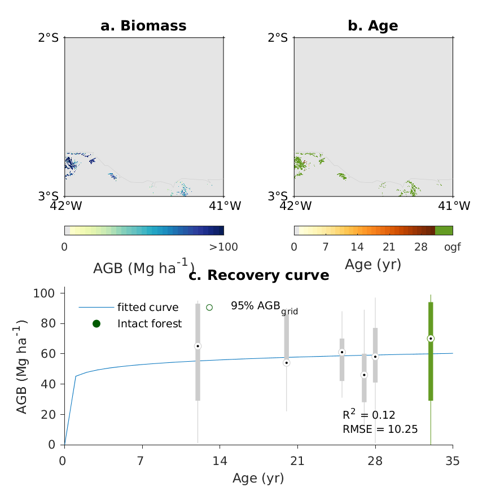 a. Biomass
b. Age
2°S
2°S
3°S
3°S
42°W 41°W
42°W 41°W
0 >100
0 7 14 21 28 ogf
AGB (Mg ha⁻¹)
Age (yr)
c. Recovery curve
fitted curve
95% AGB_grid
Intact forest
100
80
60
40
20
0
AGB (Mg ha⁻¹)
R² = 0.12
RMSE = 10.25
0 7 14 21 28 35
Age (yr)